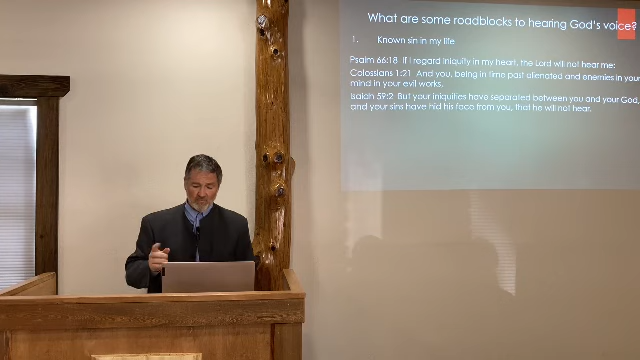 What are some roadblocks to hearing God's voice?
1. Known sin in my life
Psalm 66:18 If I regard iniquity in my heart, the Lord will not hear me:
Colossians 1:21 And you, being in time past alienated and enemies in your
mind in your evil works.
Isaiah 59:2 But your iniquities have separated between you and your God,
and your sins have hid his face from you, that he will not hear.